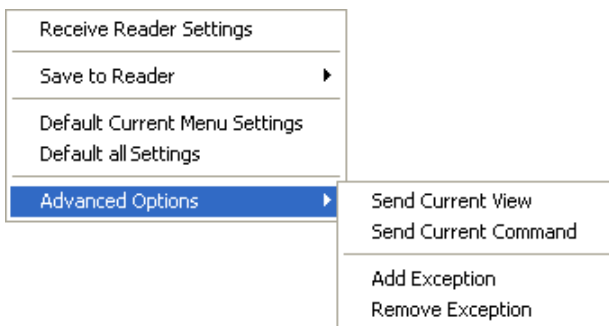 Receive Reader Settings
Save to Reader
Default Current Menu Settings
Default all Settings
Advanced Options
Send Current View
Send Current Command
Add Exception
Remove Exception